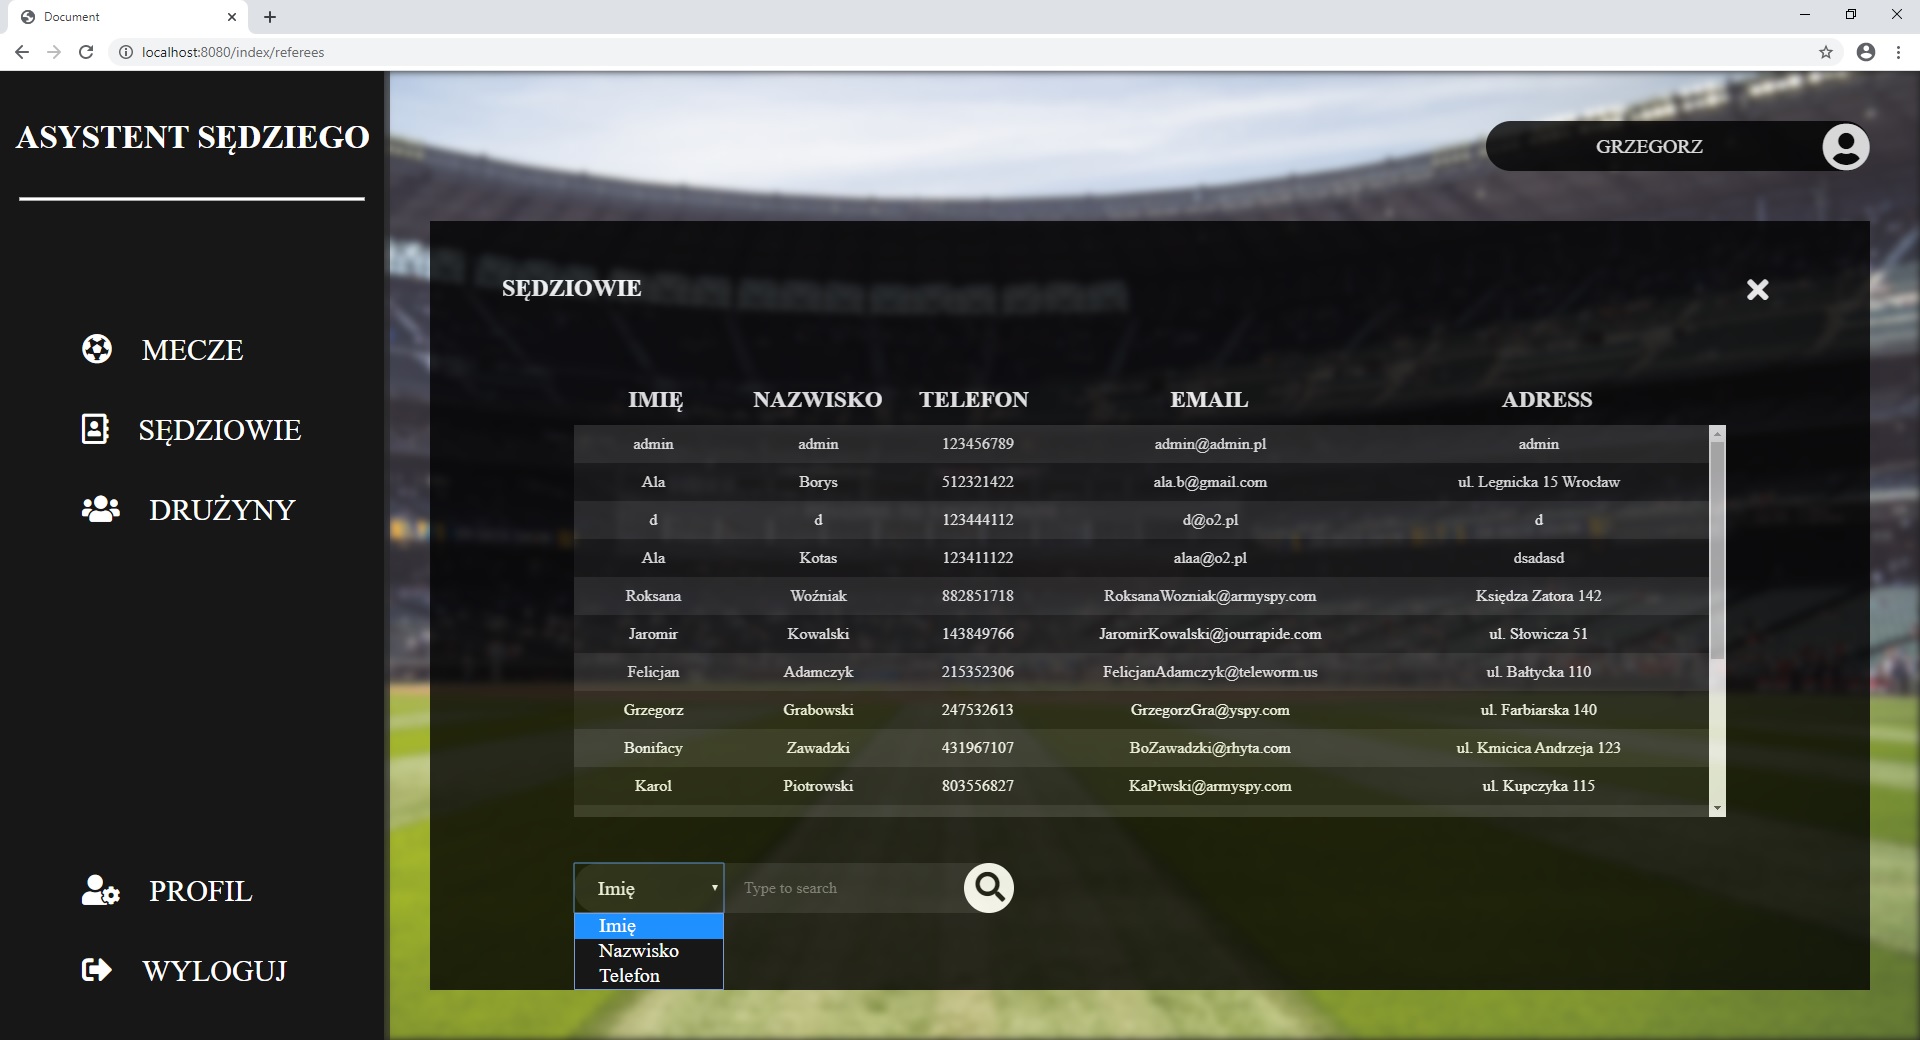 Document
localhost:8080/index/referees
ASYSTENT SĘDZIEGO
GRZEGORZ
MECZE
SĘDZIOWIE
DRUŻYNY
PROFIL
WYLOGUJ
SĘDZIOWIE
IMIĘ NAZWISKO TELEFON EMAIL ADRESS
admin admin 123456789 admin@admin.pl admin
Ala Borys 512321422 ala.b@gmail.com ul. Legnicka 15 Wrocław
d d 123444112 d@o2.pl d
Ala Kotas 123411122 alaa@o2.pl dsadasd
Roksana Woźniak 882851718 RoksanaWozniak@armyspy.com Księdza Zatora 142
Jaromir Kowalski 143849766 JaromirKowalski@jourrapide.com ul. Słowicza 51
Felicjan Adamczyk 215352306 FelicjanAdamczyk@teleworm.us ul. Bałtycka 110
Grzegorz Grabowski 247532613 GrzegorzGra@yspy.com ul. Farbiarska 140
Bonifacy Zawadzki 431967107 BoZawadzki@rhyta.com ul. Kmicica Andrzeja 123
Karol Piotrowski 803556827 KaPiwski@armyspy.com ul. Kupczyka 115
Imię Type to search
Imię
Nazwisko
Telefon